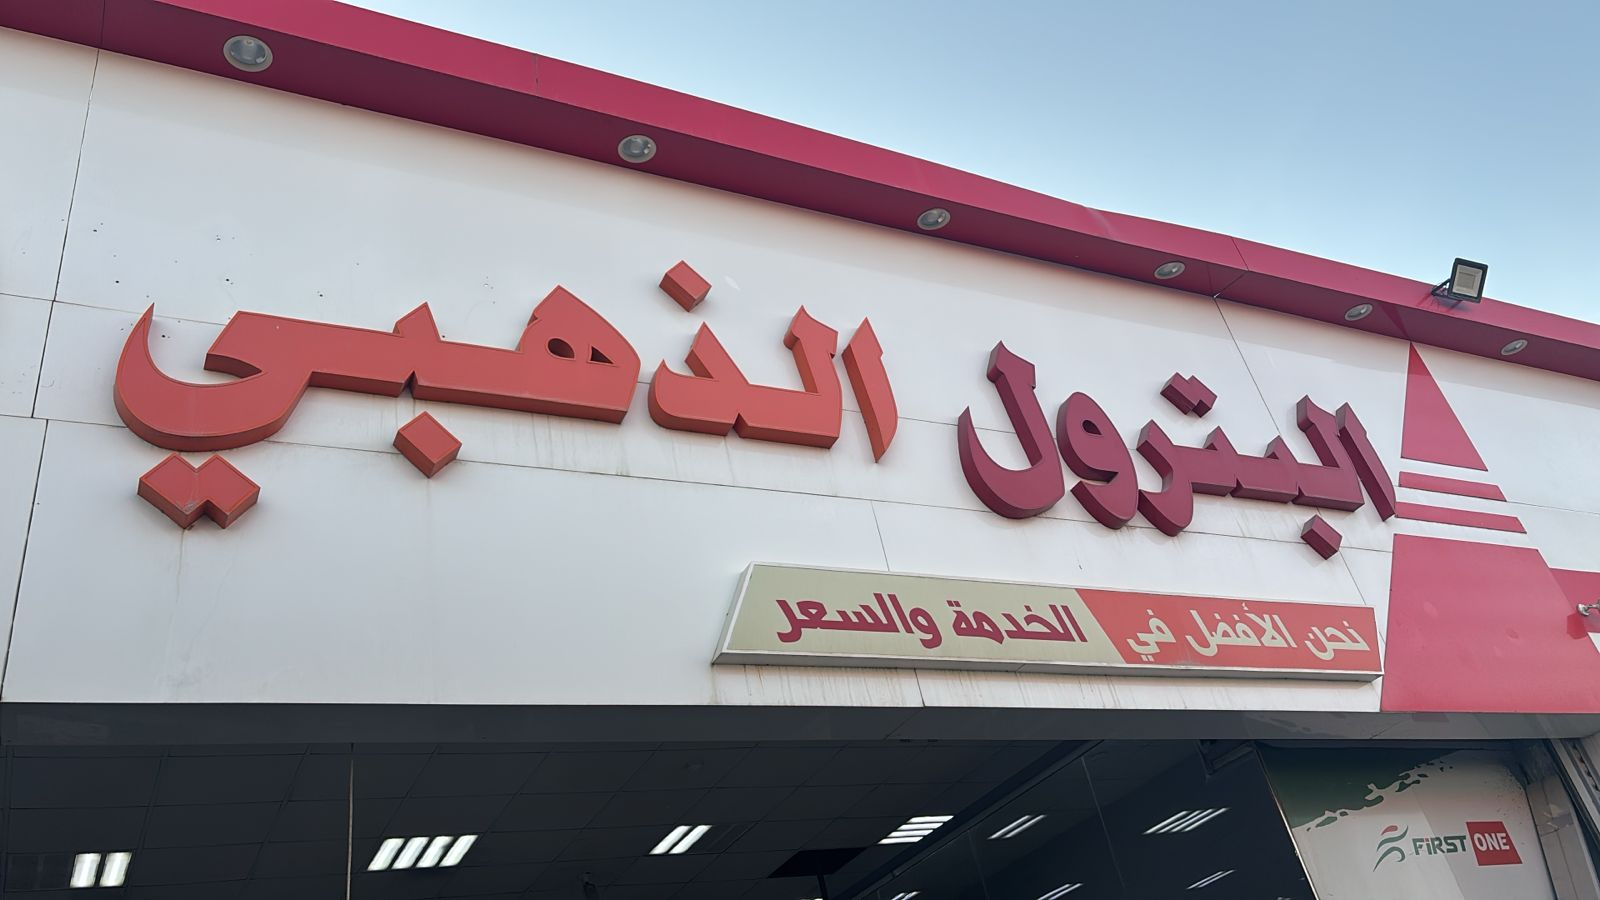 البترول الذهبي
نحن الأفضل في الخدمة والسعر
FiRST ONE